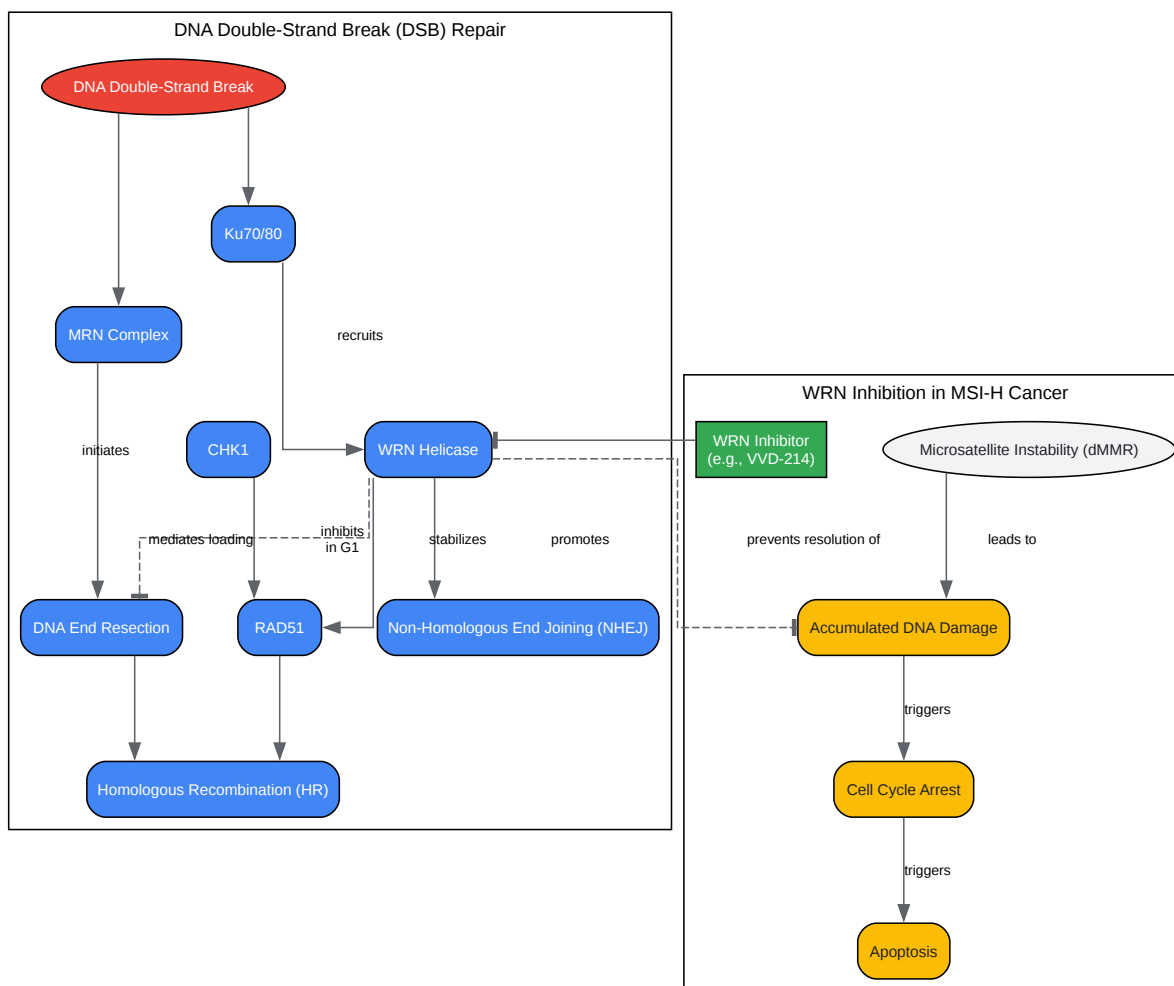 DNA Double-Strand Break (DSB) Repair
DNA Double-Strand Break
Ku70/80
MRN Complex
recruits
WRN Inhibition in MSI-H Cancer
CHK1
WRN Helicase
WRN Inhibitor
(e.g., VVD-214)
Microsatellite Instability (dMMR)
initiates
mediates loading
inhibits
in G1
stabilizes
promotes
prevents resolution of
leads to
DNA End Resection
RAD51
Non-Homologous End Joining (NHEJ)
Accumulated DNA Damage
triggers
Homologous Recombination (HR)
Cell Cycle Arrest
triggers
Apoptosis